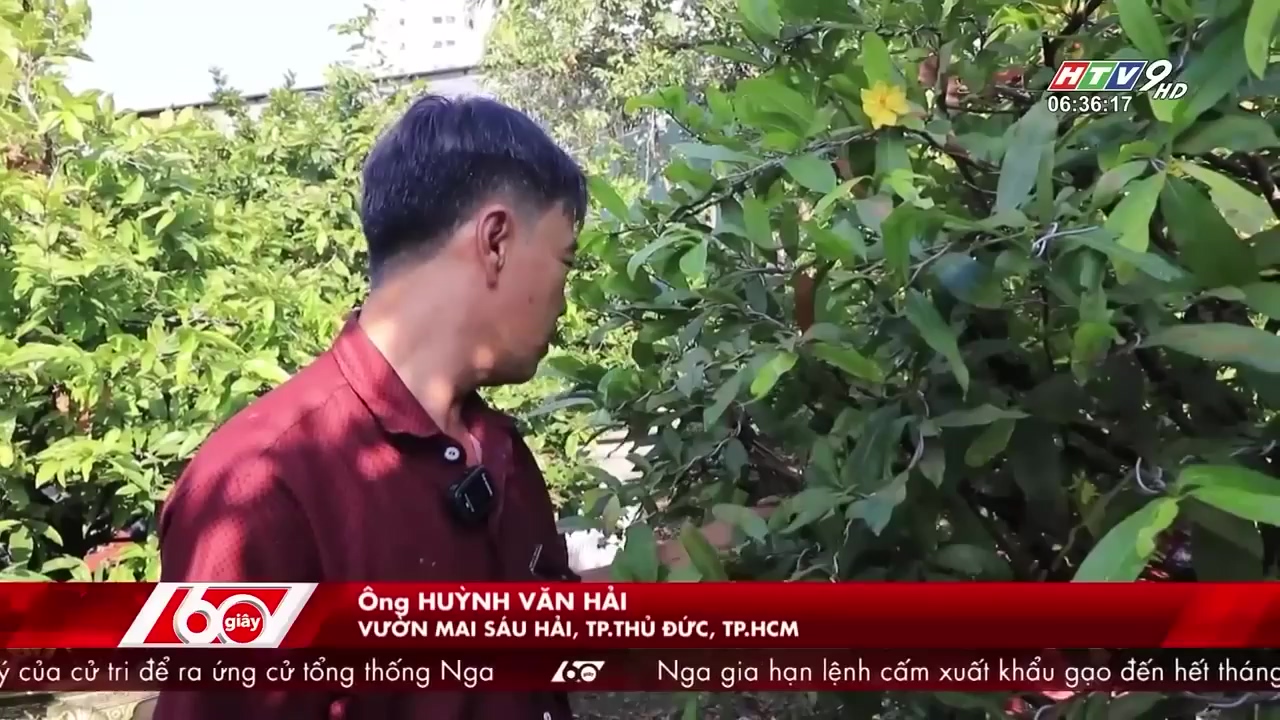 HTV9 HD
06:36:17
60 giây
Ông HUỲNH VĂN HẢI
VƯỜN MAI SÁU HẢI, TP.THỦ ĐỨC, TP.HCM
ý của cử tri để ra ứng cử tổng thống Nga 60 giây Nga gia hạn lệnh cấm xuất khẩu gạo đến hết tháng